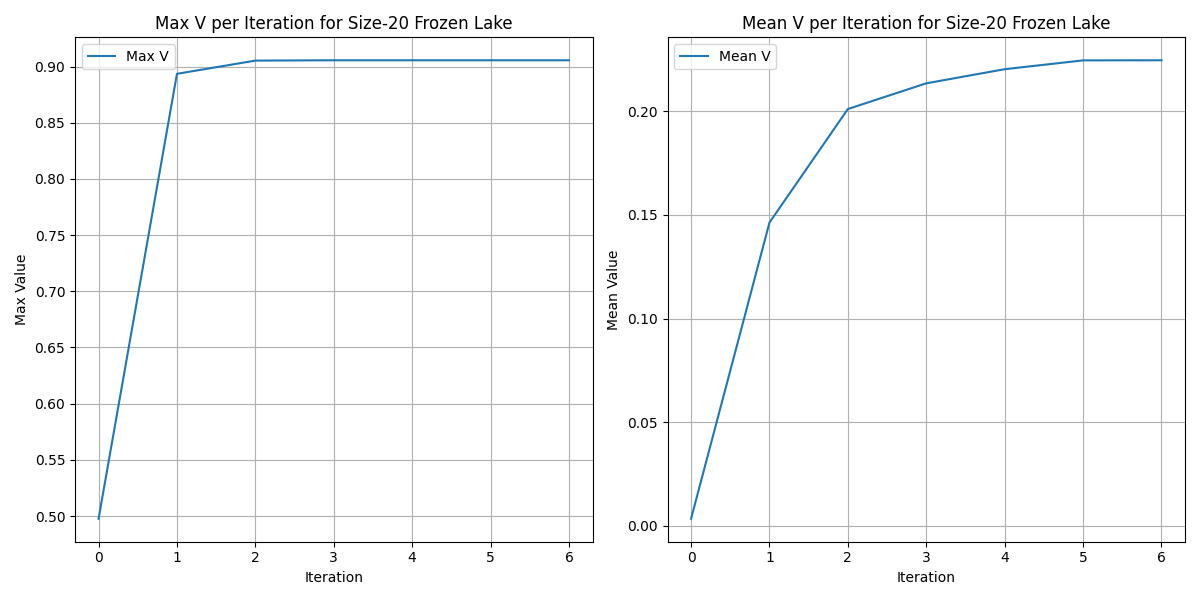 Max V per Iteration for Size-20 Frozen Lake
Max V
0.90
0.85
0.80
0.75
0.70
0.65
0.60
0.55
0.50
Max Value
0 1 2 3 4 5 6
Iteration
Mean V per Iteration for Size-20 Frozen Lake
Mean V
0.20
0.15
0.10
0.05
0.00
Mean Value
0 1 2 3 4 5 6
Iteration